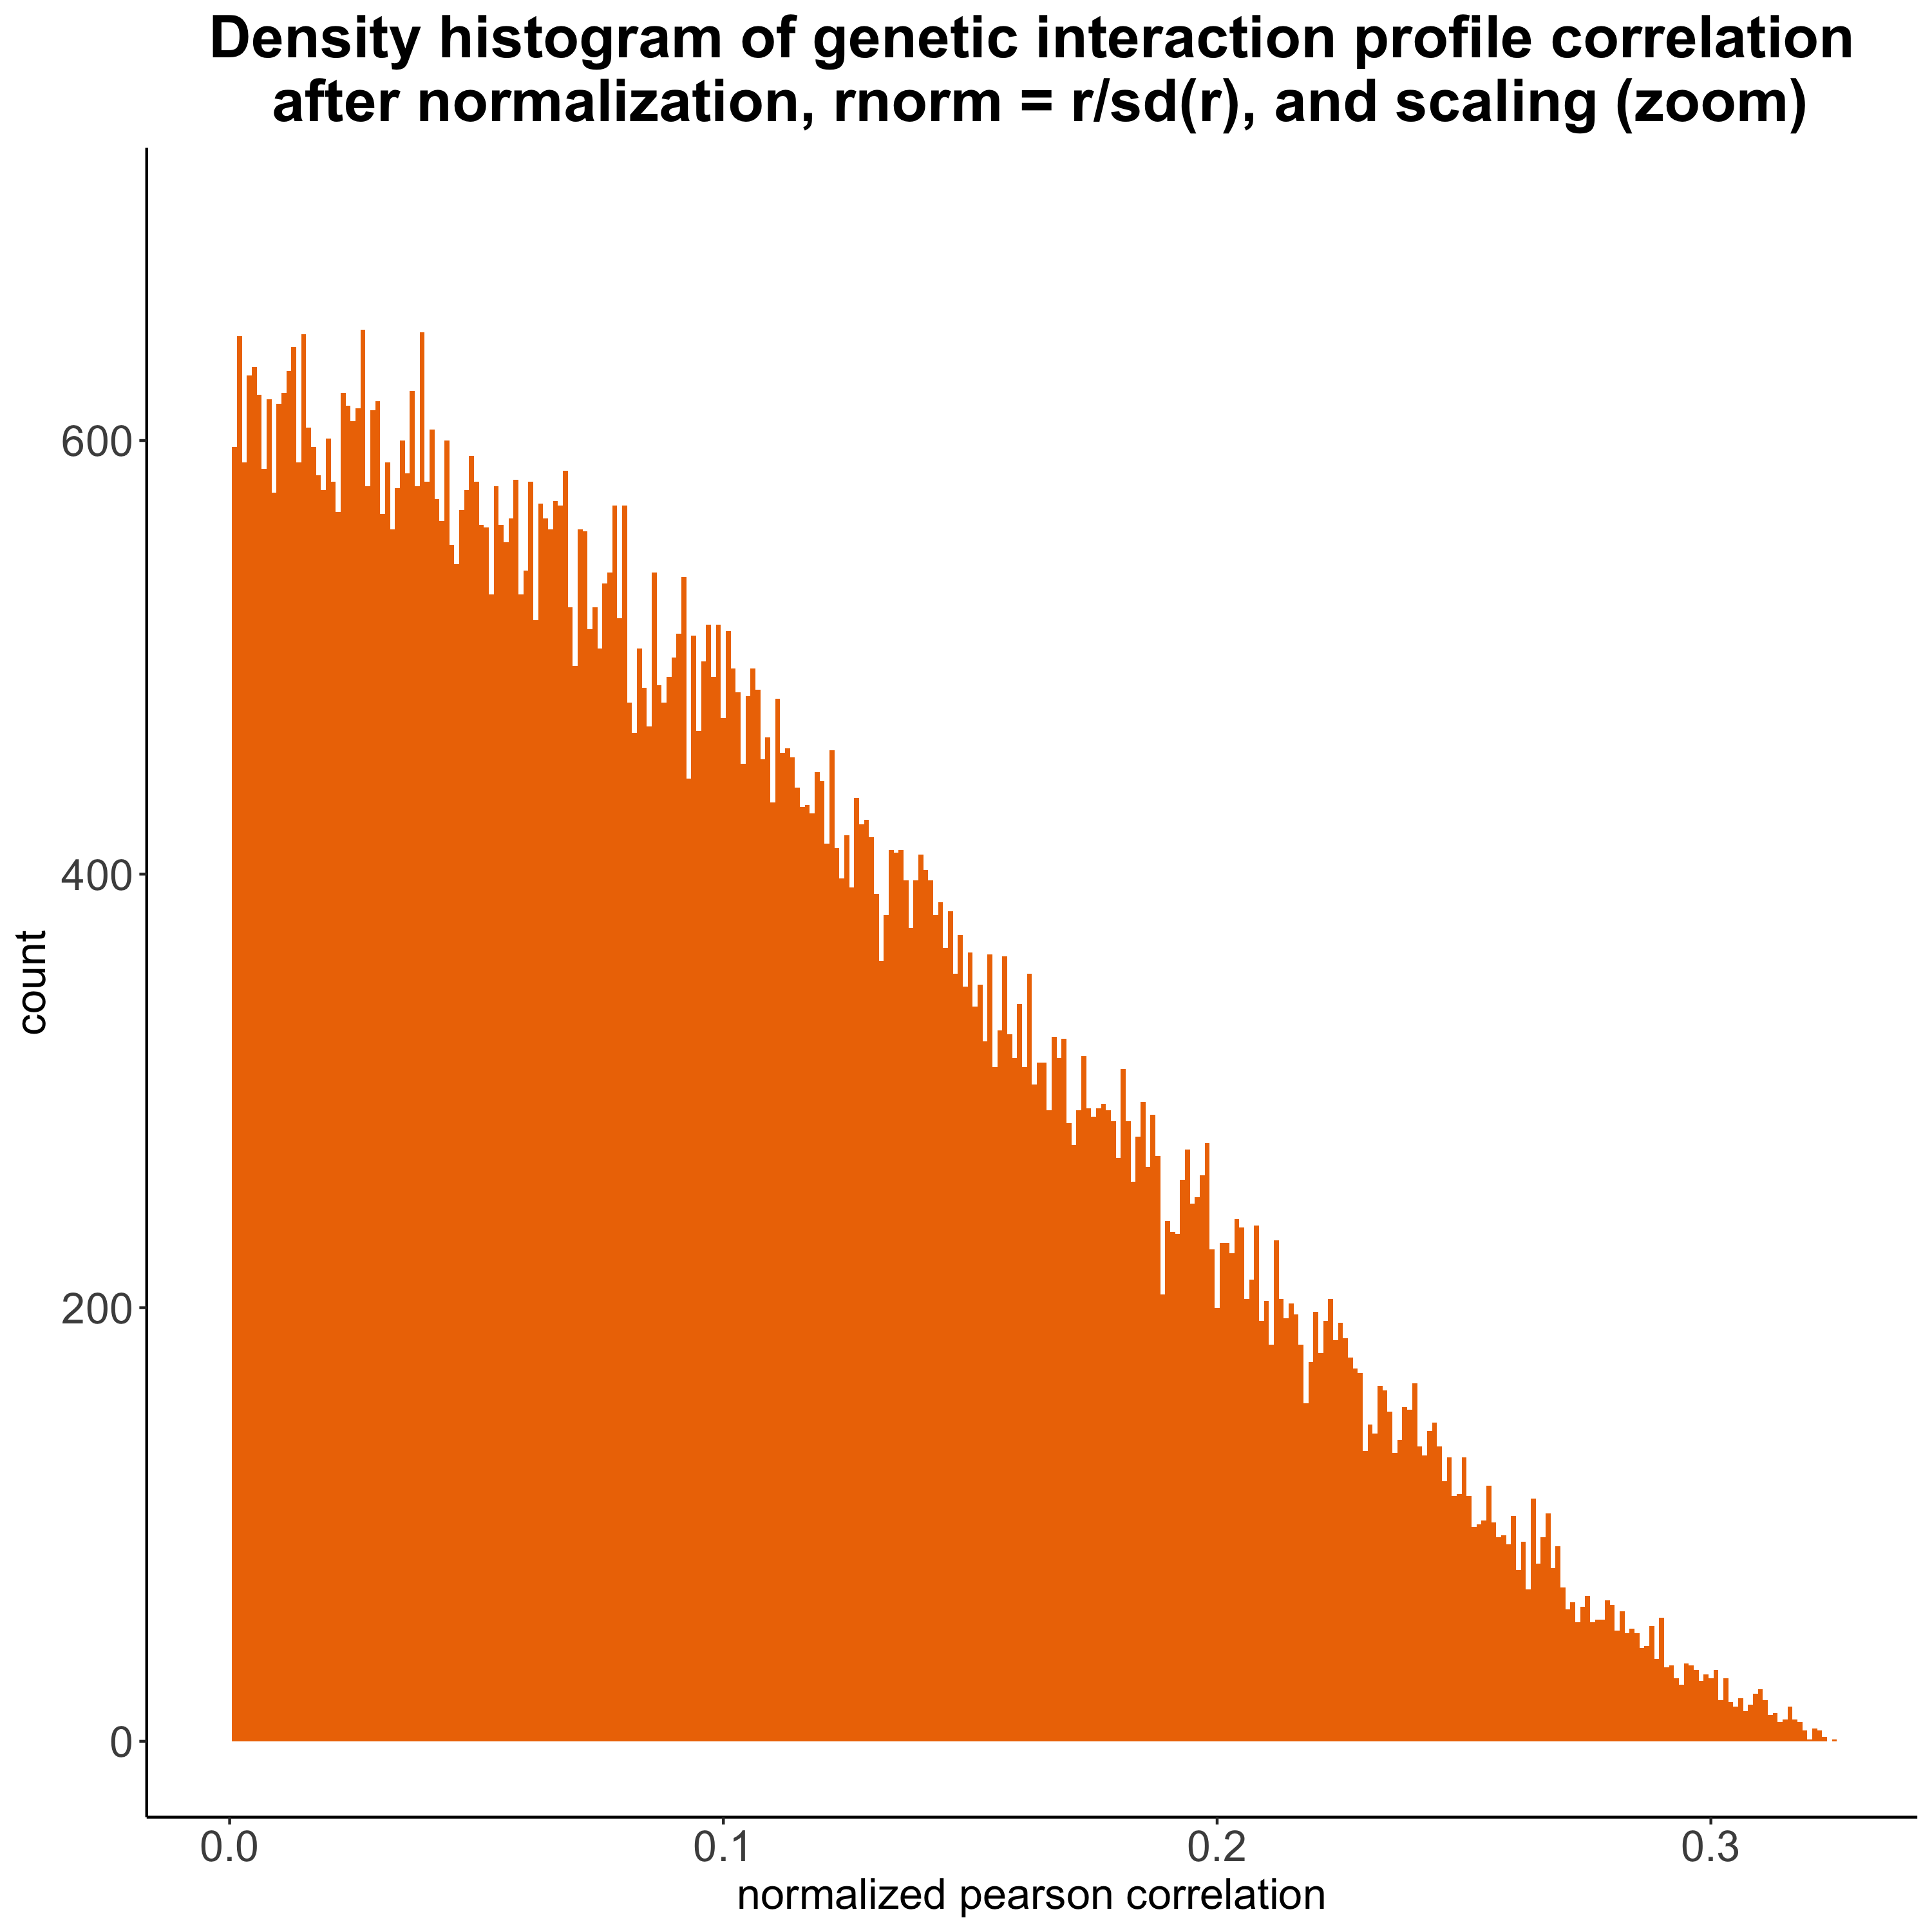 Density histogram of genetic interaction profile correlation
after normalization, rnorm = r/sd(r), and scaling (zoom)
600
400
200
0
count
0.0
0.1
0.2
0.3
normalized pearson correlation